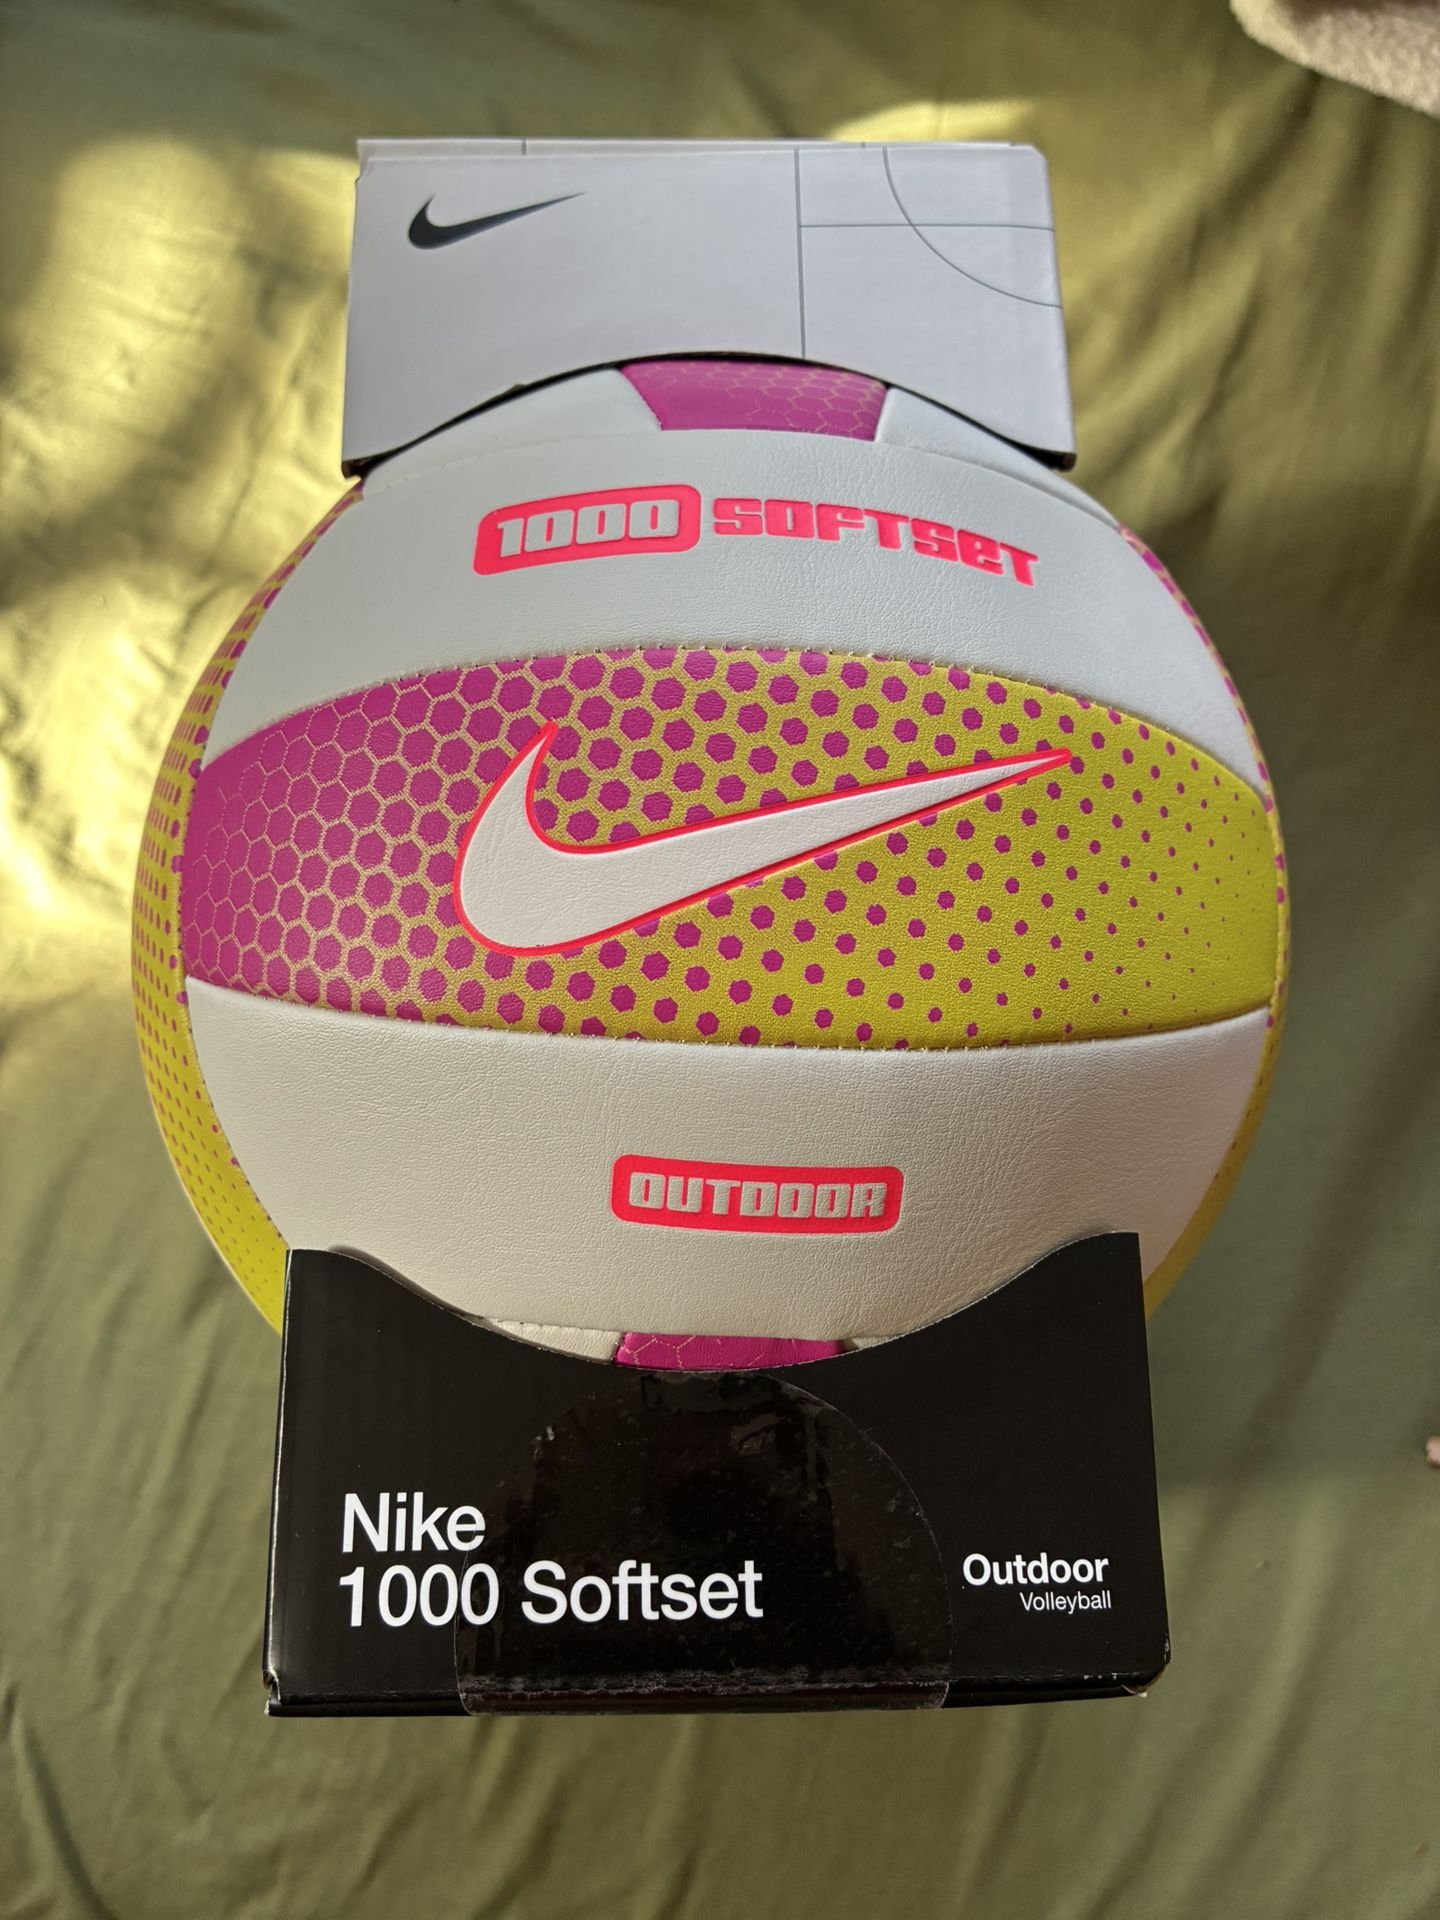 1000 SOFTSET
OUTDOOR
Nike
1000 Softset
Outdoor
Volleyball